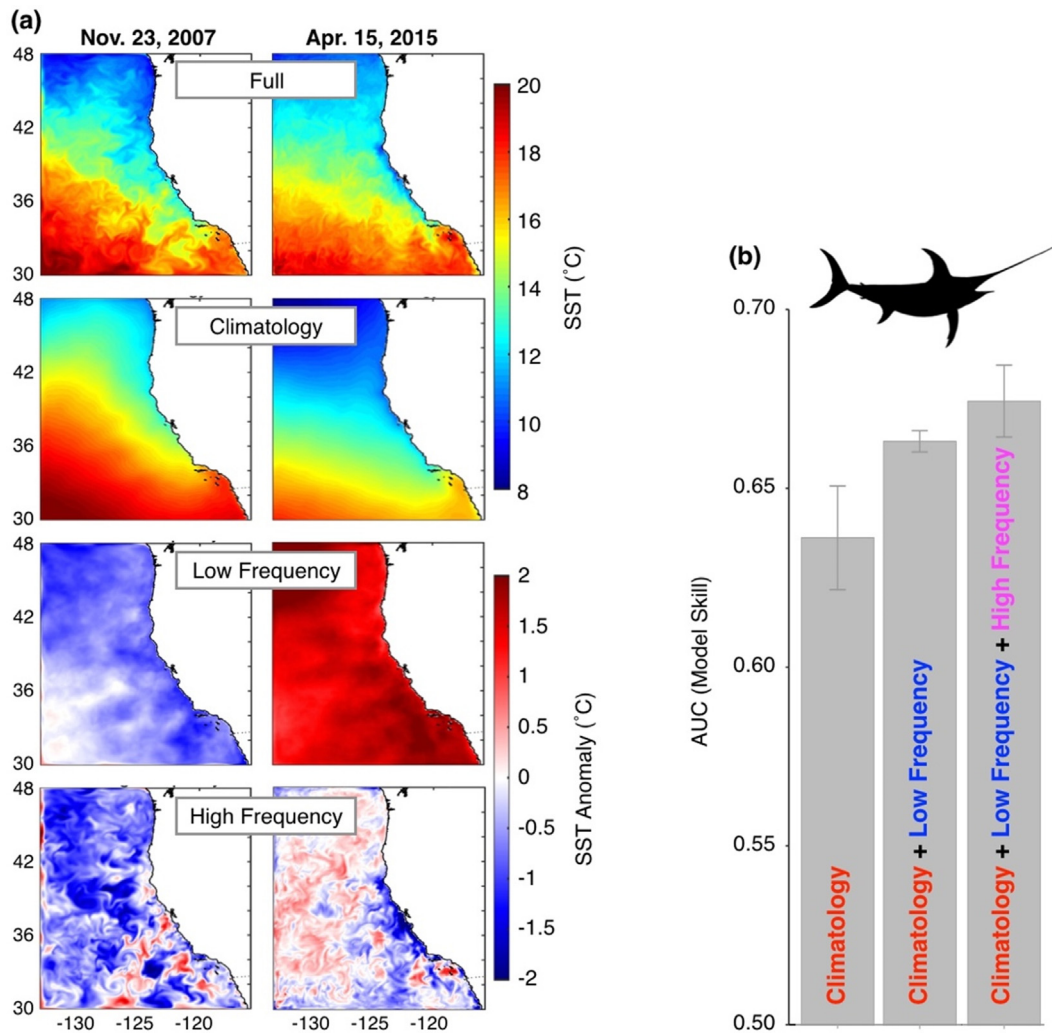 (a)
Nov. 23, 2007 Apr. 15, 2015
48
Full
42
36
30
20
18
16
14
12
10
8
SST (˚C)
48
Climatology
42
36
30
48
Low Frequency
42
36
30
2
1.5
1
0.5
0
-0.5
-1
-1.5
-2
SST Anomaly (˚C)
48
High Frequency
42
36
30
-130 -120 -130 -120
(b)
0.70
0.65
0.60
0.55
0.50
AUC (Model Skill)
Climatology
Climatology + Low Frequency
Climatology + Low Frequency + High Frequency